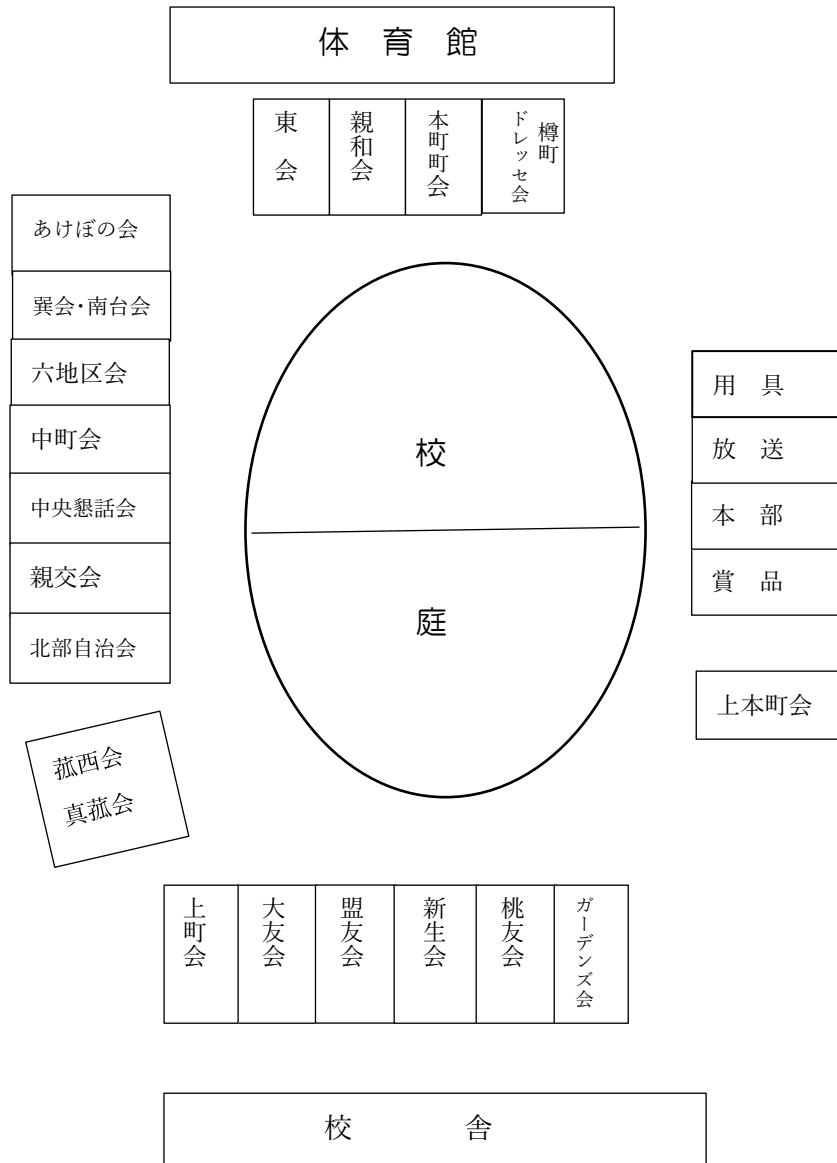 体育館
東会
親和会
本町町会
樽町
ドレッセ会
あけぼの会
巽会・南台会
六地区会
中町会
中央懇話会
親交会
北部自治会
菰西会
真菰会
校
庭
用具
放送
本部
賞品
上本町会
上町会
大友会
盟友会
新生会
桃友会
ガーデンズ会
校舎